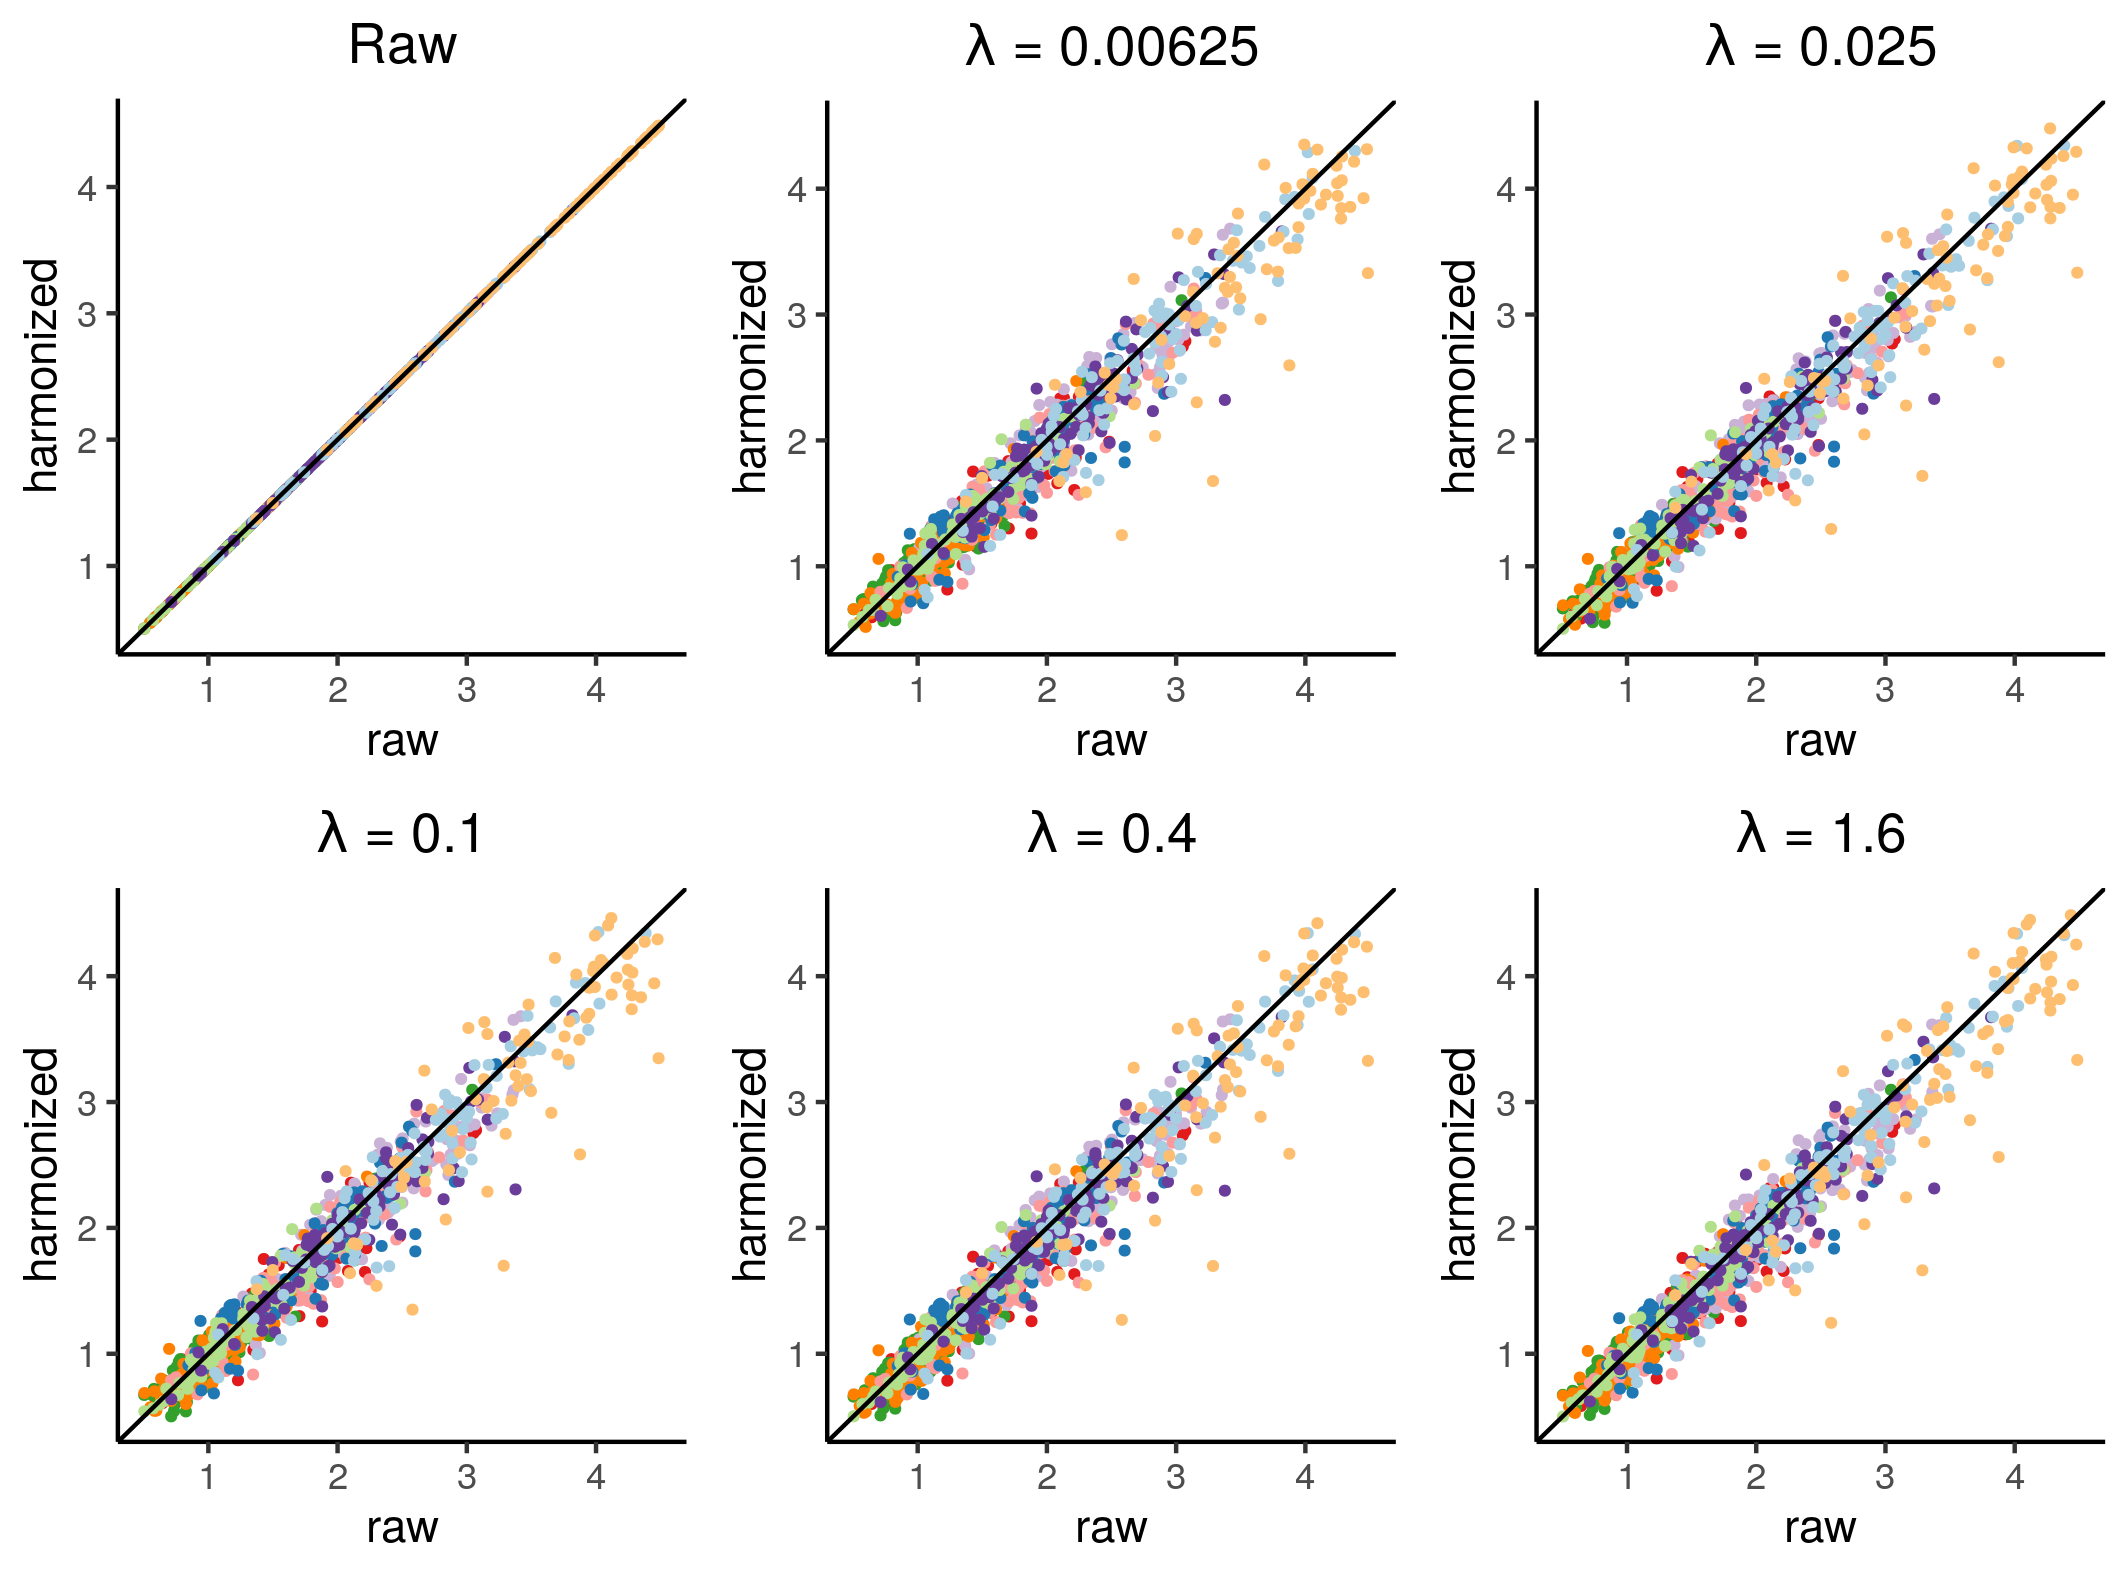 Raw
λ = 0.00625
λ = 0.025
harmonized
4
3
2
1
1 2 3 4
raw
harmonized
4
3
2
1
1 2 3 4
raw
harmonized
4
3
2
1
1 2 3 4
raw
λ = 0.1
λ = 0.4
λ = 1.6
harmonized
4
3
2
1
1 2 3 4
raw
harmonized
4
3
2
1
1 2 3 4
raw
harmonized
4
3
2
1
1 2 3 4
raw